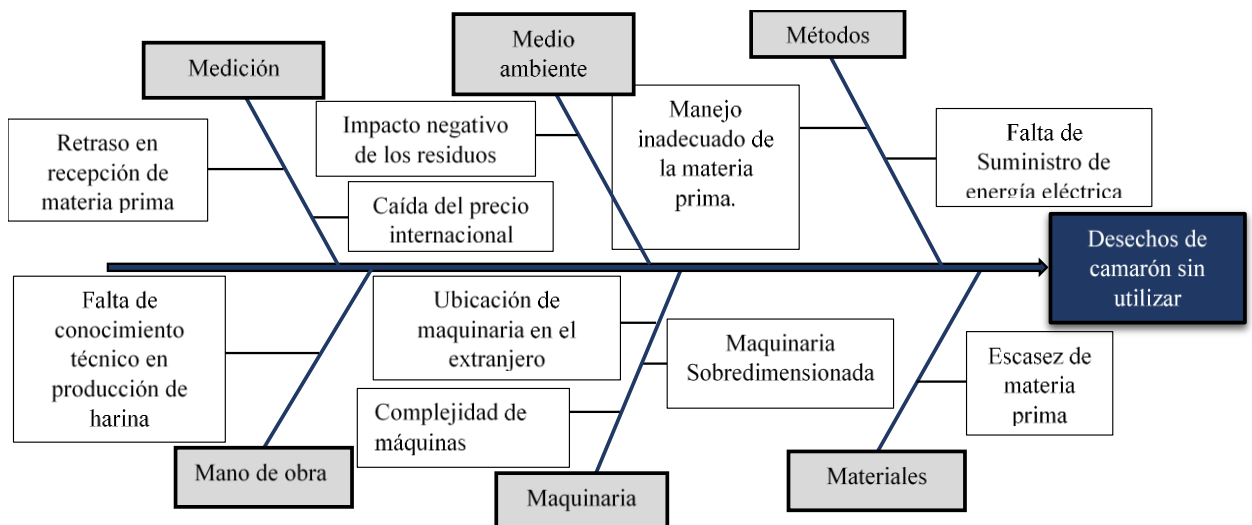 Medición
Medio
ambiente
Métodos
Retraso en
recepción de
materia prima
Impacto negativo
de los residuos
Caída del precio
internacional
Manejo
inadecuado de
la materia
prima.
Falta de
Suministro de
energía eléctrica
Desechos de
camarón sin
utilizar
Falta de
conocimiento
técnico en
producción de
harina
Ubicación de
maquinaria en el
extranjero
Complejidad de
máquinas
Maquinaria
Sobredimensionada
Escasez de
materia
prima
Mano de obra
Maquinaria
Materiales